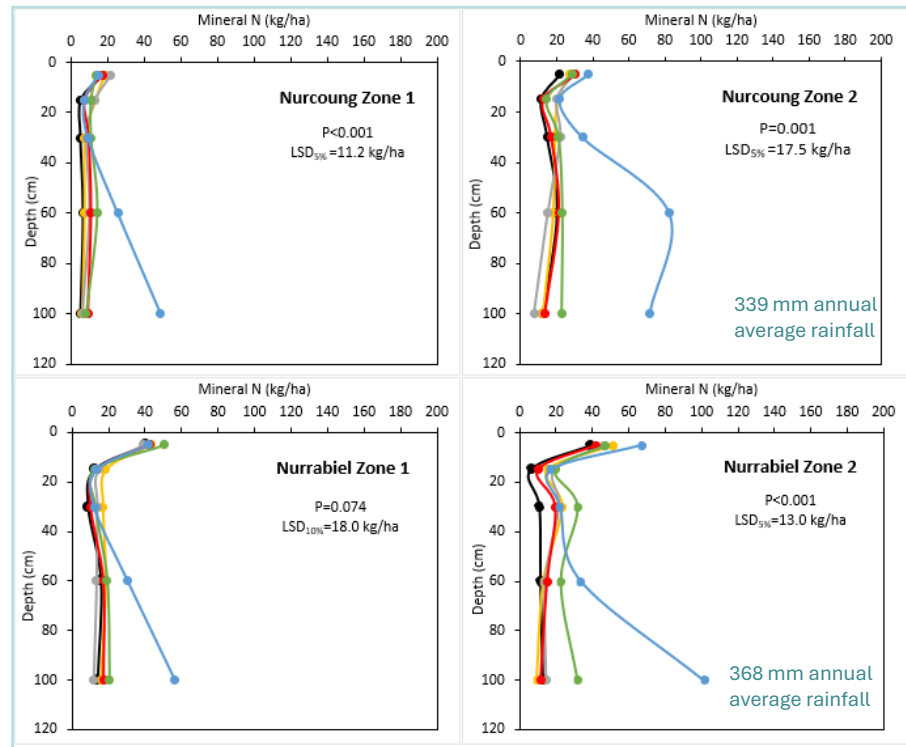 Mineral N (kg/ha)
0 20 40 60 80 100 120 140 160 180 200
0
20
40
60
80
100
120
Depth (cm)
Nurcoung Zone 1
P<0.001
LSD5% =11.2 kg/ha
Mineral N (kg/ha)
0 20 40 60 80 100 120 140 160 180 200
0
20
40
60
80
100
120
Depth (cm)
Nurcoung Zone 2
P=0.001
LSD5% =17.5 kg/ha
339 mm annual
average rainfall
Mineral N (kg/ha)
0 20 40 60 80 100 120 140 160 180 200
0
20
40
60
80
100
120
Depth (cm)
Nurrabiel Zone 1
P=0.074
LSD10%=18.0 kg/ha
Mineral N (kg/ha)
0 20 40 60 80 100 120 140 160 180 200
0
20
40
60
80
100
120
Depth (cm)
Nurrabiel Zone 2
P<0.001
LSD5%=13.0 kg/ha
368 mm annual
average rainfall